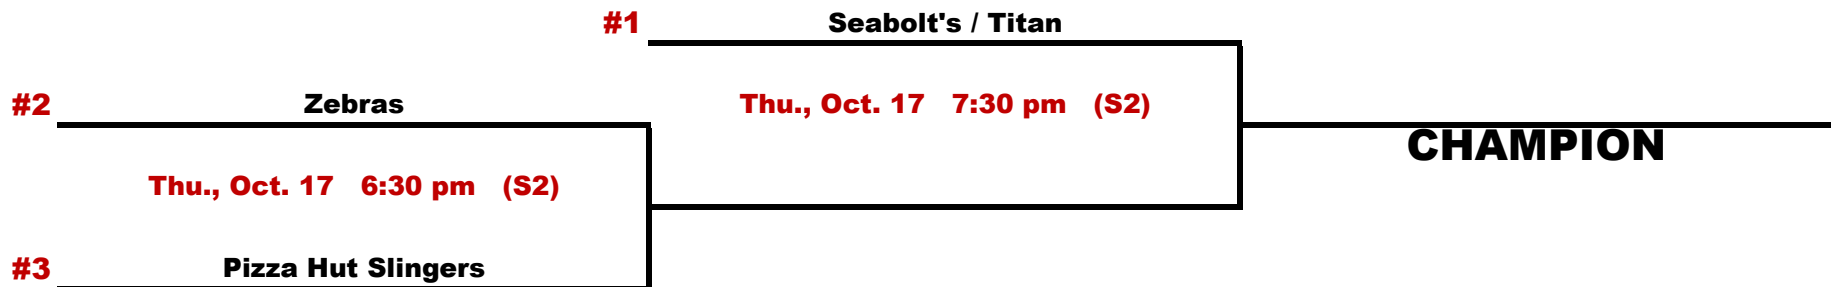 #1 Seabolt's / Titan
#2 Zebras
Thu., Oct. 17 7:30 pm (S2)
CHAMPION
Thu., Oct. 17 6:30 pm (S2)
#3 Pizza Hut Slingers